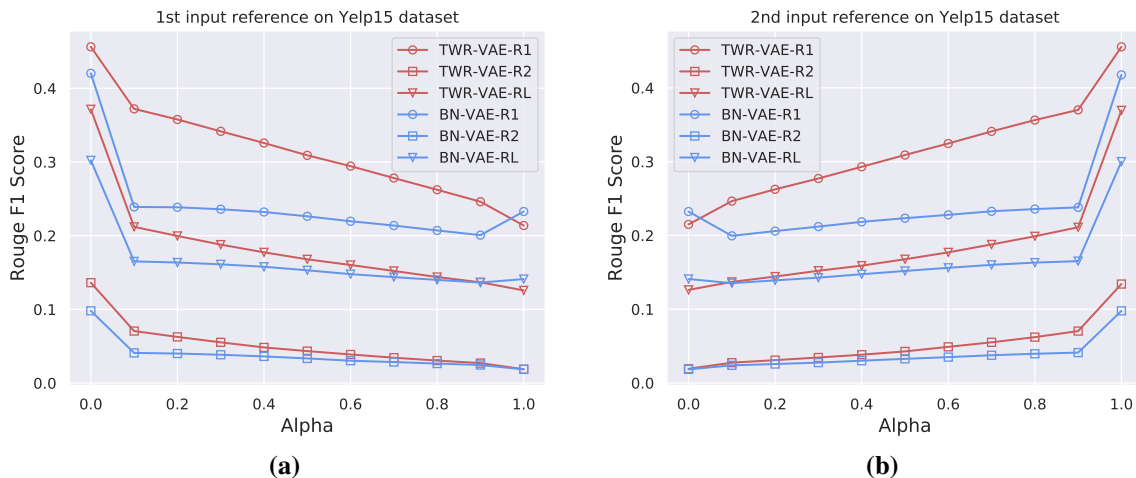 1st input reference on Yelp15 dataset
Rouge F1 Score
0.4
0.3
0.2
0.1
0.0
TWR-VAE-R1
TWR-VAE-R2
TWR-VAE-RL
BN-VAE-R1
BN-VAE-R2
BN-VAE-RL
0.0 0.2 0.4 0.6 0.8 1.0
Alpha
(a)
2nd input reference on Yelp15 dataset
Rouge F1 Score
0.4
0.3
0.2
0.1
0.0
TWR-VAE-R1
TWR-VAE-R2
TWR-VAE-RL
BN-VAE-R1
BN-VAE-R2
BN-VAE-RL
0.0 0.2 0.4 0.6 0.8 1.0
Alpha
(b)